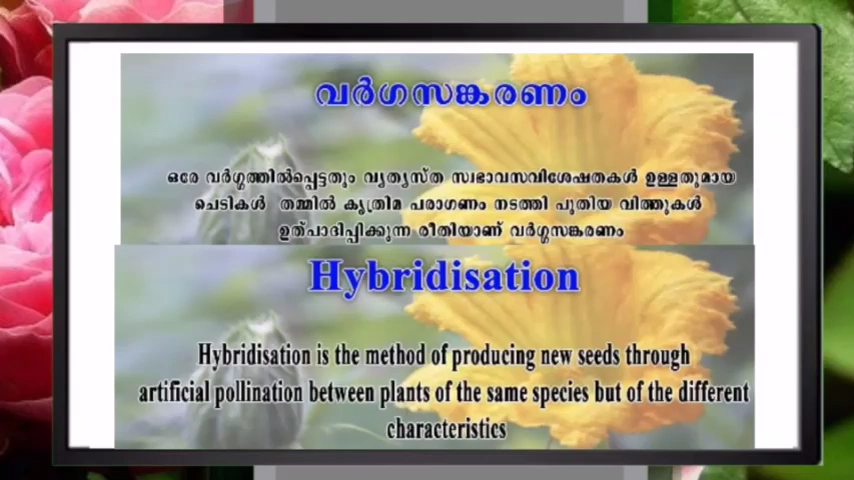 വർഗസങ്കരണം
ഒരേ വർഗ്ഗത്തിൽപ്പെട്ടതും വ്യത്യസ്ത സ്വഭാവസവിശേഷതകൾ ഉള്ളതുമായ
ചെടികൾ തമ്മിൽ കൃത്രിമ പരാഗണം നടത്തി പുതിയ വിത്തുകൾ
ഉത്പാദിപ്പിക്കുന്ന രീതിയാണ് വർഗ്ഗസങ്കരണം
Hybridisation
Hybridisation is the method of producing new seeds through
artificial pollination between plants of the same species but of the different
characteristics